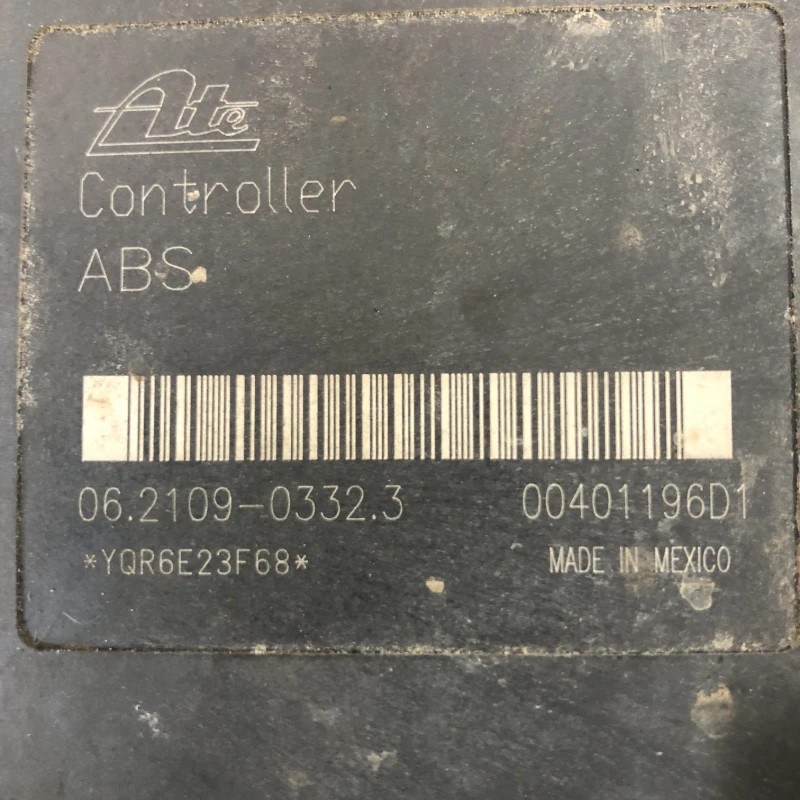 Ate
Controller
ABS
06.2109-0332.3 00401196D1
*YQR6E23F68* MADE IN MEXICO